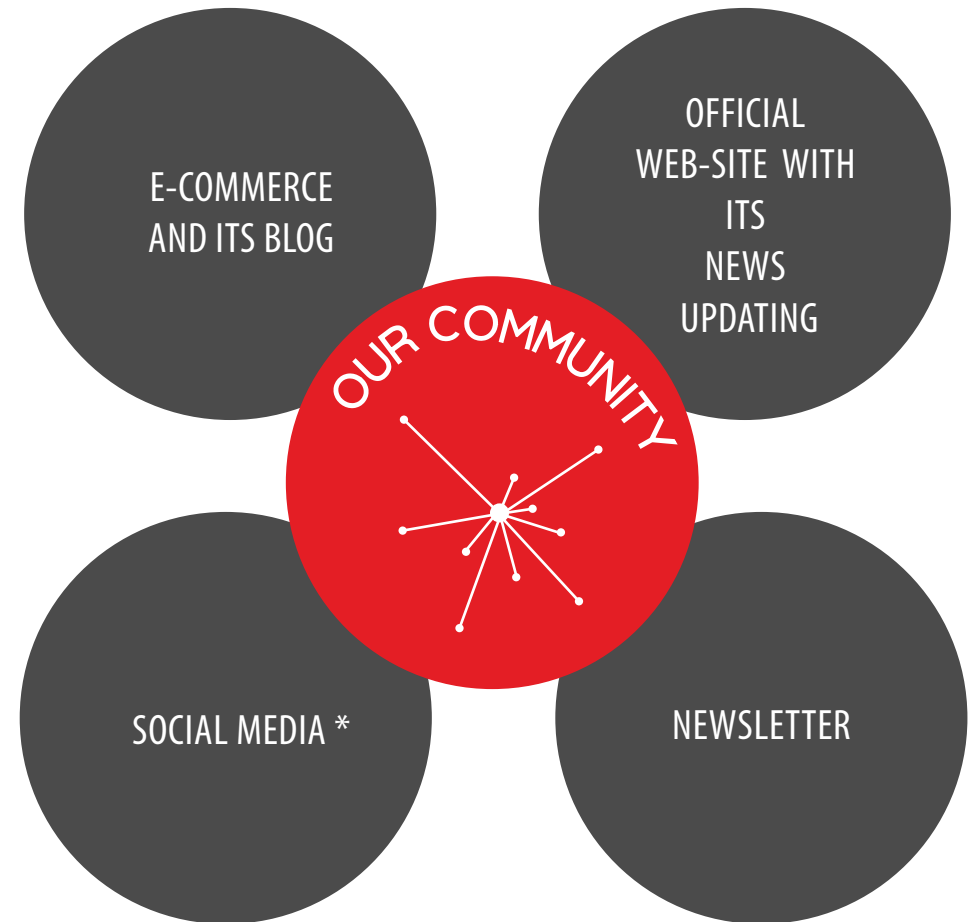 E-COMMERCE
AND ITS BLOG
OFFICIAL
WEB-SITE WITH
ITS
NEWS
UPDATING
OUR COMMUNITY
SOCIAL MEDIA *
NEWSLETTER